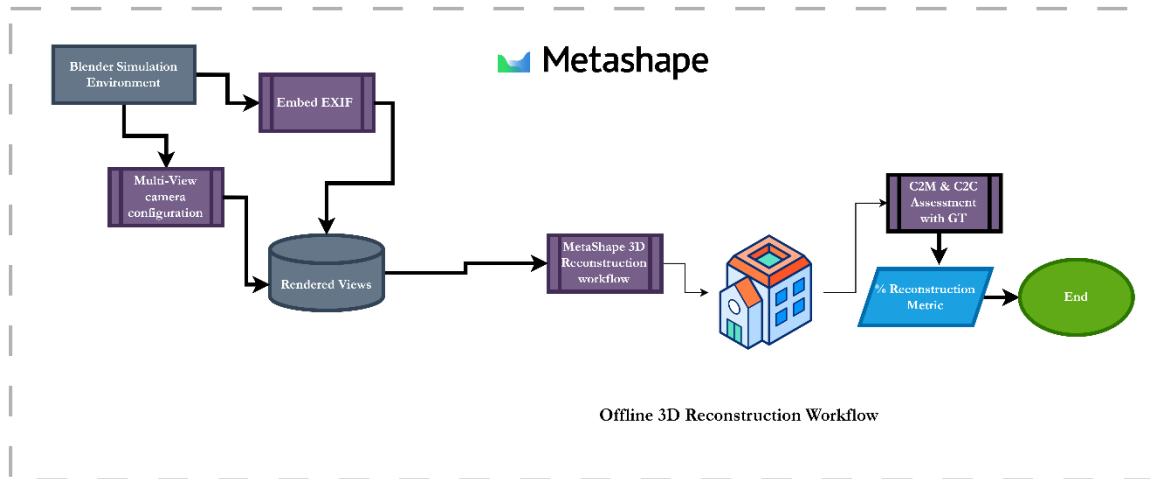 Metashape
Blender Simulation
Environment
Embed EXIF
Multi-View
camera
configuration
Rendered Views
MetaShape 3D
Reconstruction
workflow
C2M & C2C
Assessment
with GT
% Reconstruction
Metric
End
Offline 3D Reconstruction Workflow